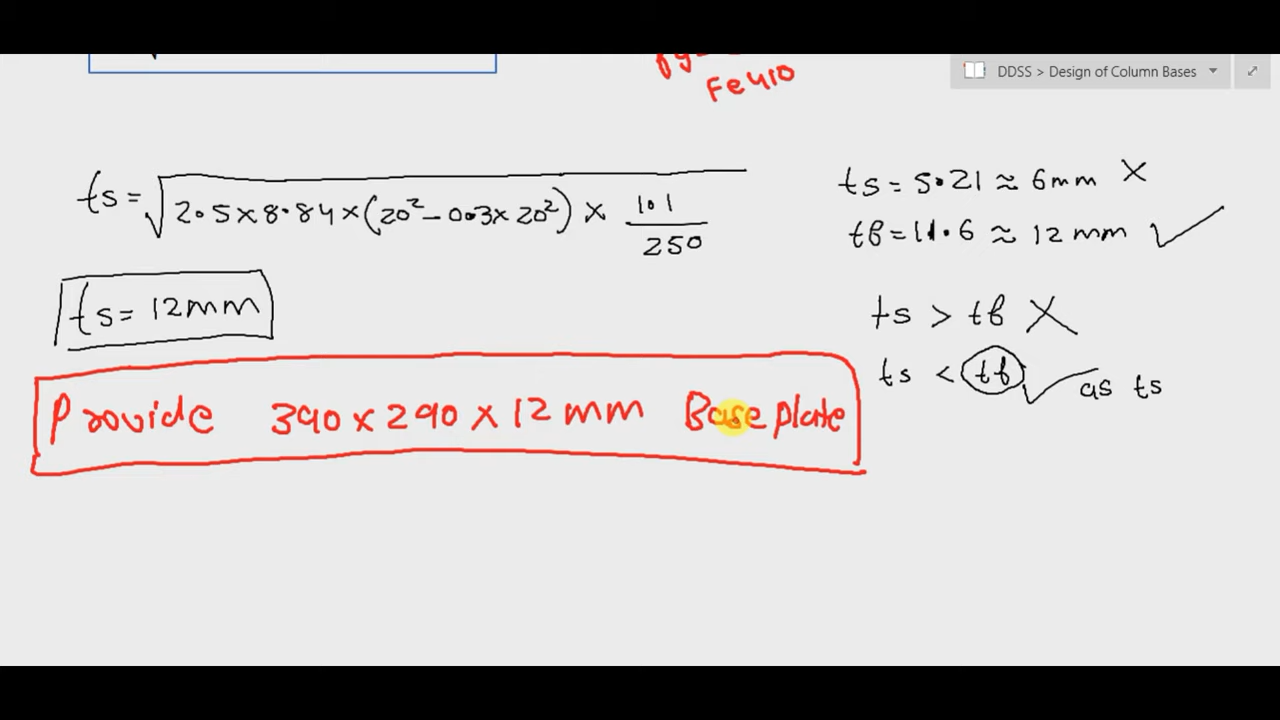 Fe410
DDSS > Design of Column Bases
ts = √2.5 × 8.84 × (20² - 0.3 × 20²) × 1.1 / 250
ts = 5.21 ≈ 6mm X
tf = 11.6 ≈ 12 mm ✓
ts = 12mm
ts > tf X
ts < tf ✓ as ts
Provide 390 × 290 × 12 mm Base plate